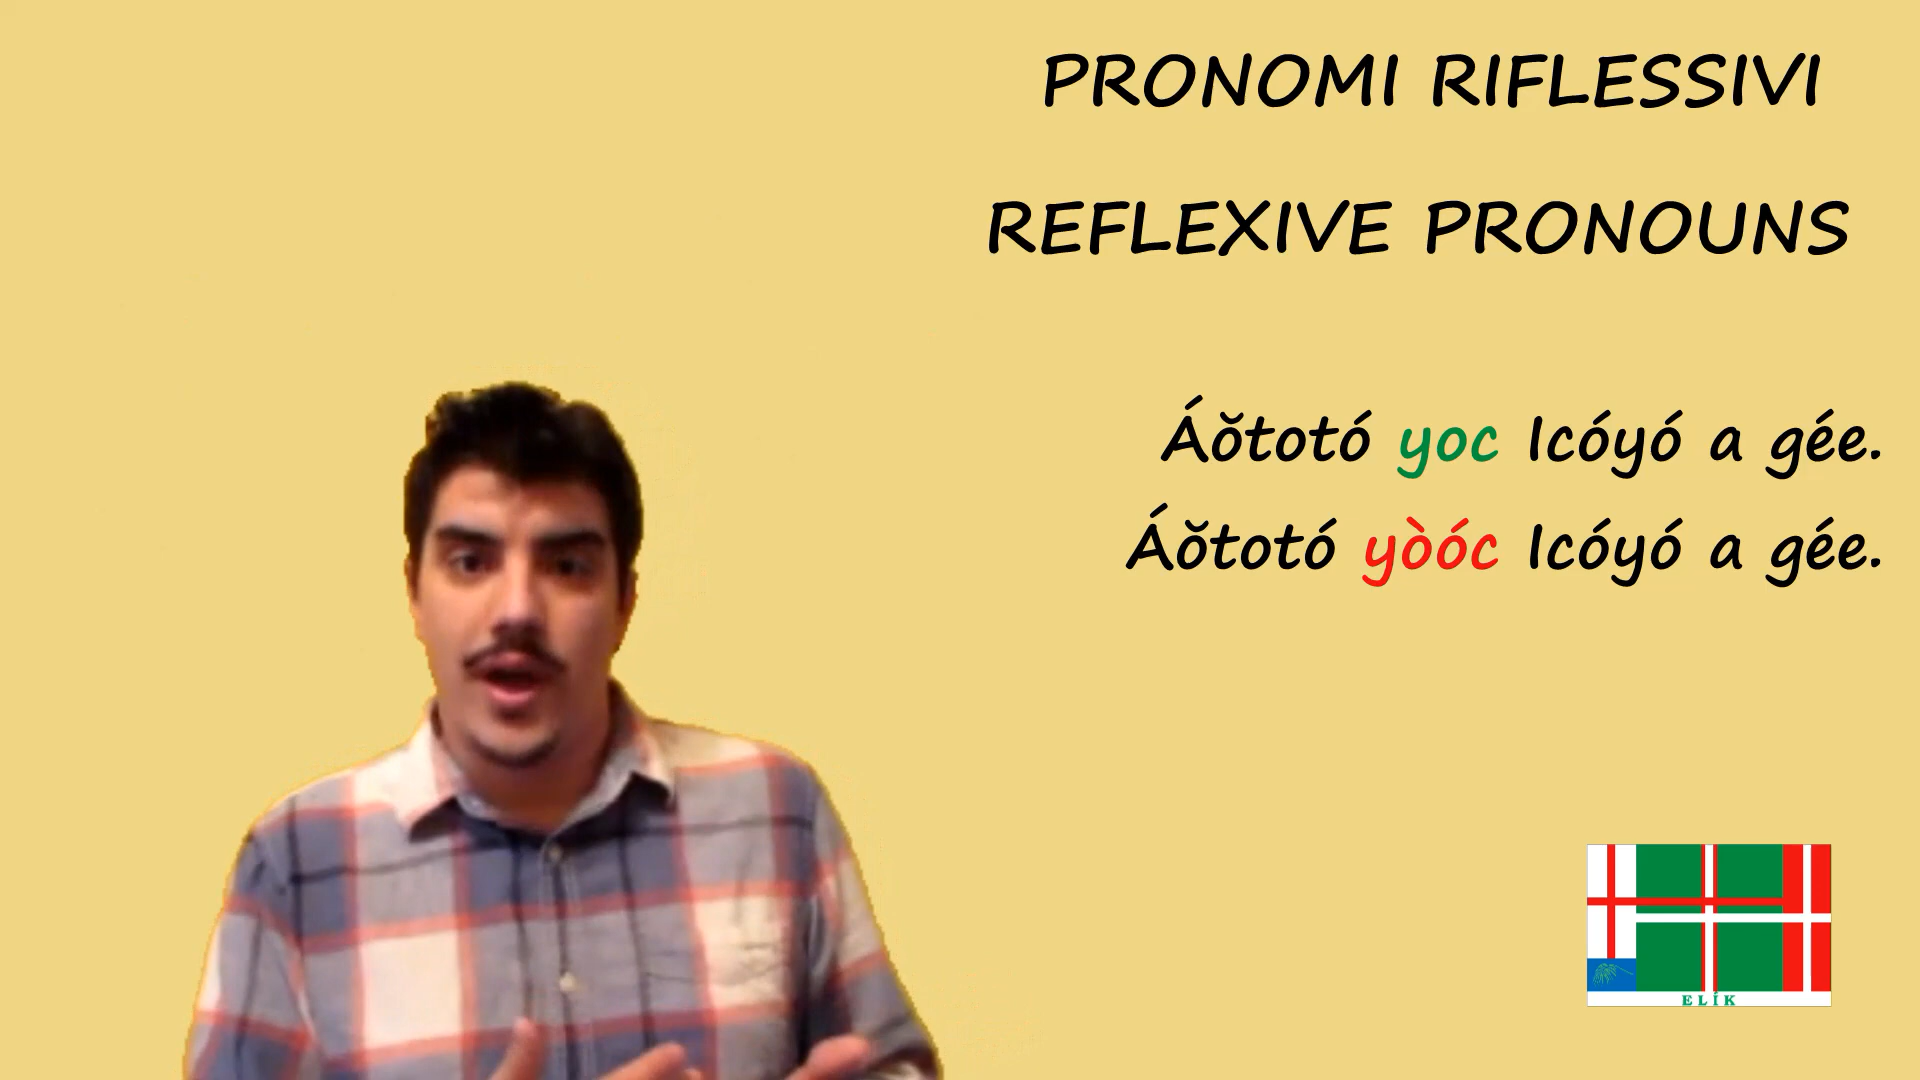 PRONOMI RIFLESSIVI
REFLEXIVE PRONOUNS
Áŏtotó yoc Icóyó a gée.
Áŏtotó yòóc Icóyó a gée.
ELÍK